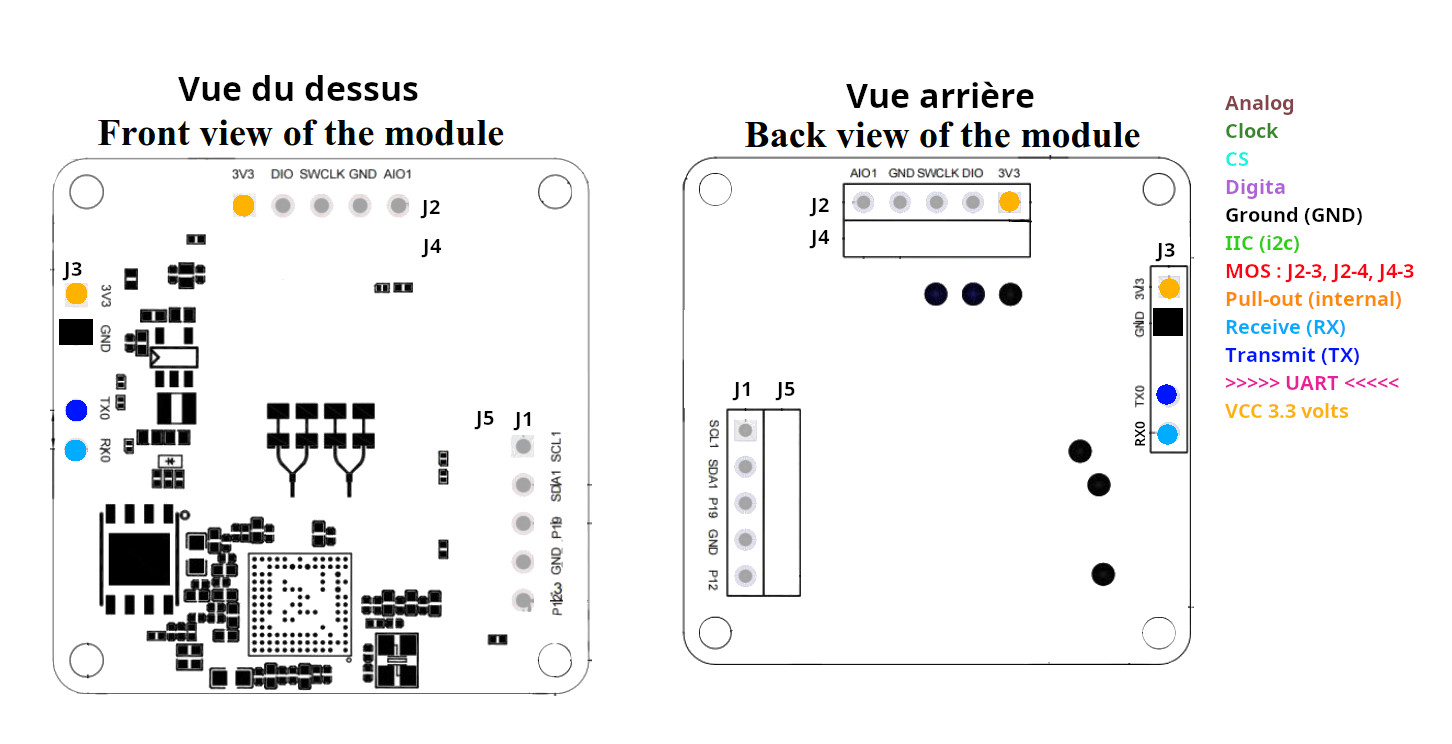 Vue du dessus
Front view of the module
3V3 DIO SWCLK GND AIO1
J2
J4
J3
3V3
GND
TX0
RX0
J5 J1
SCL1
SDA1
P19
GND
Vue arrière
Back view of the module
AIO1 GND SWCLK DIO 3V3
J2
J4
J3
3V3
GND
TX0
RX0
J1 J5
SCL1
SDA1
P19
GND
P12
Analog
Clock
CS
Digita
Ground (GND)
IIC (i2c)
MOS : J2-3, J2-4, J4-3
Pull-out (internal)
Receive (RX)
Transmit (TX)
>>>>> UART <<<<<
VCC 3.3 volts